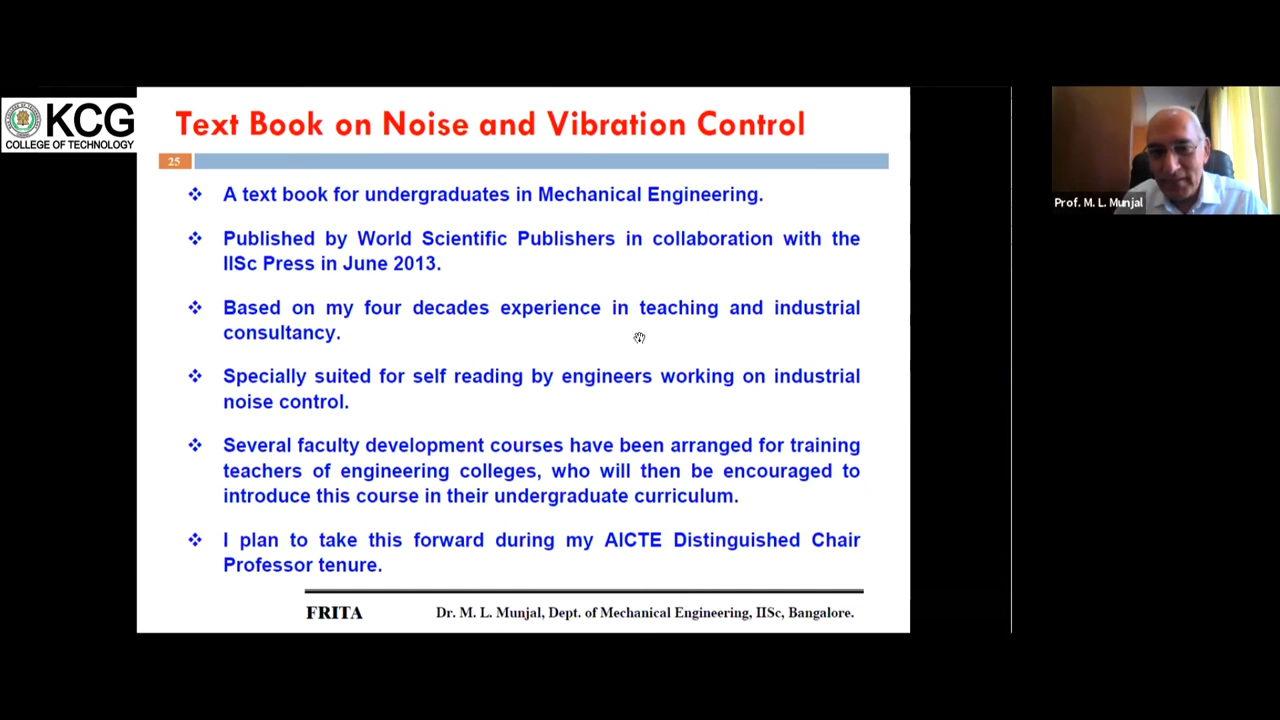 KCG
COLLEGE OF TECHNOLOGY
Text Book on Noise and Vibration Control
25
A text book for undergraduates in Mechanical Engineering.
Published by World Scientific Publishers in collaboration with the
IISc Press in June 2013.
Based on my four decades experience in teaching and industrial
consultancy.
Specially suited for self reading by engineers working on industrial
noise control.
Several faculty development courses have been arranged for training
teachers of engineering colleges, who will then be encouraged to
introduce this course in their undergraduate curriculum.
I plan to take this forward during my AICTE Distinguished Chair
Professor tenure.
FRITA Dr. M. L. Munjal, Dept. of Mechanical Engineering, IISc, Bangalore.
Prof. M. L. Munjal